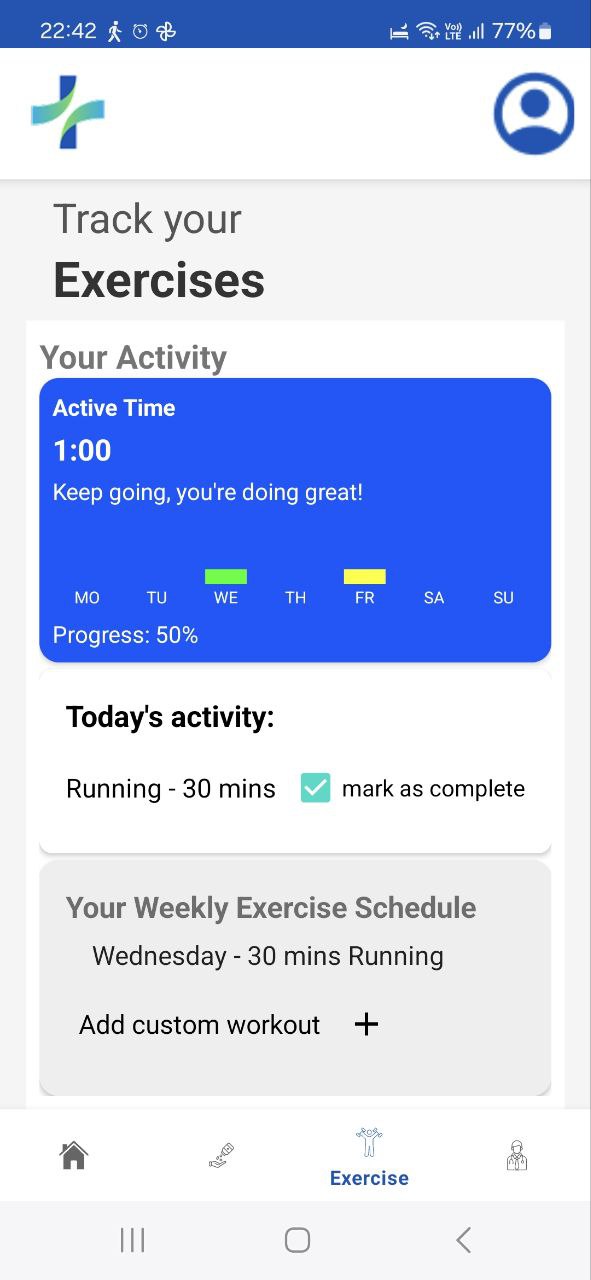 22:42 Vo)) LTE 77%
Track your
Exercises
Your Activity
Active Time
1:00
Keep going, you're doing great!
MO TU WE TH FR SA SU
Progress: 50%
Today's activity:
Running - 30 mins mark as complete
Your Weekly Exercise Schedule
Wednesday - 30 mins Running
Add custom workout +
Exercise